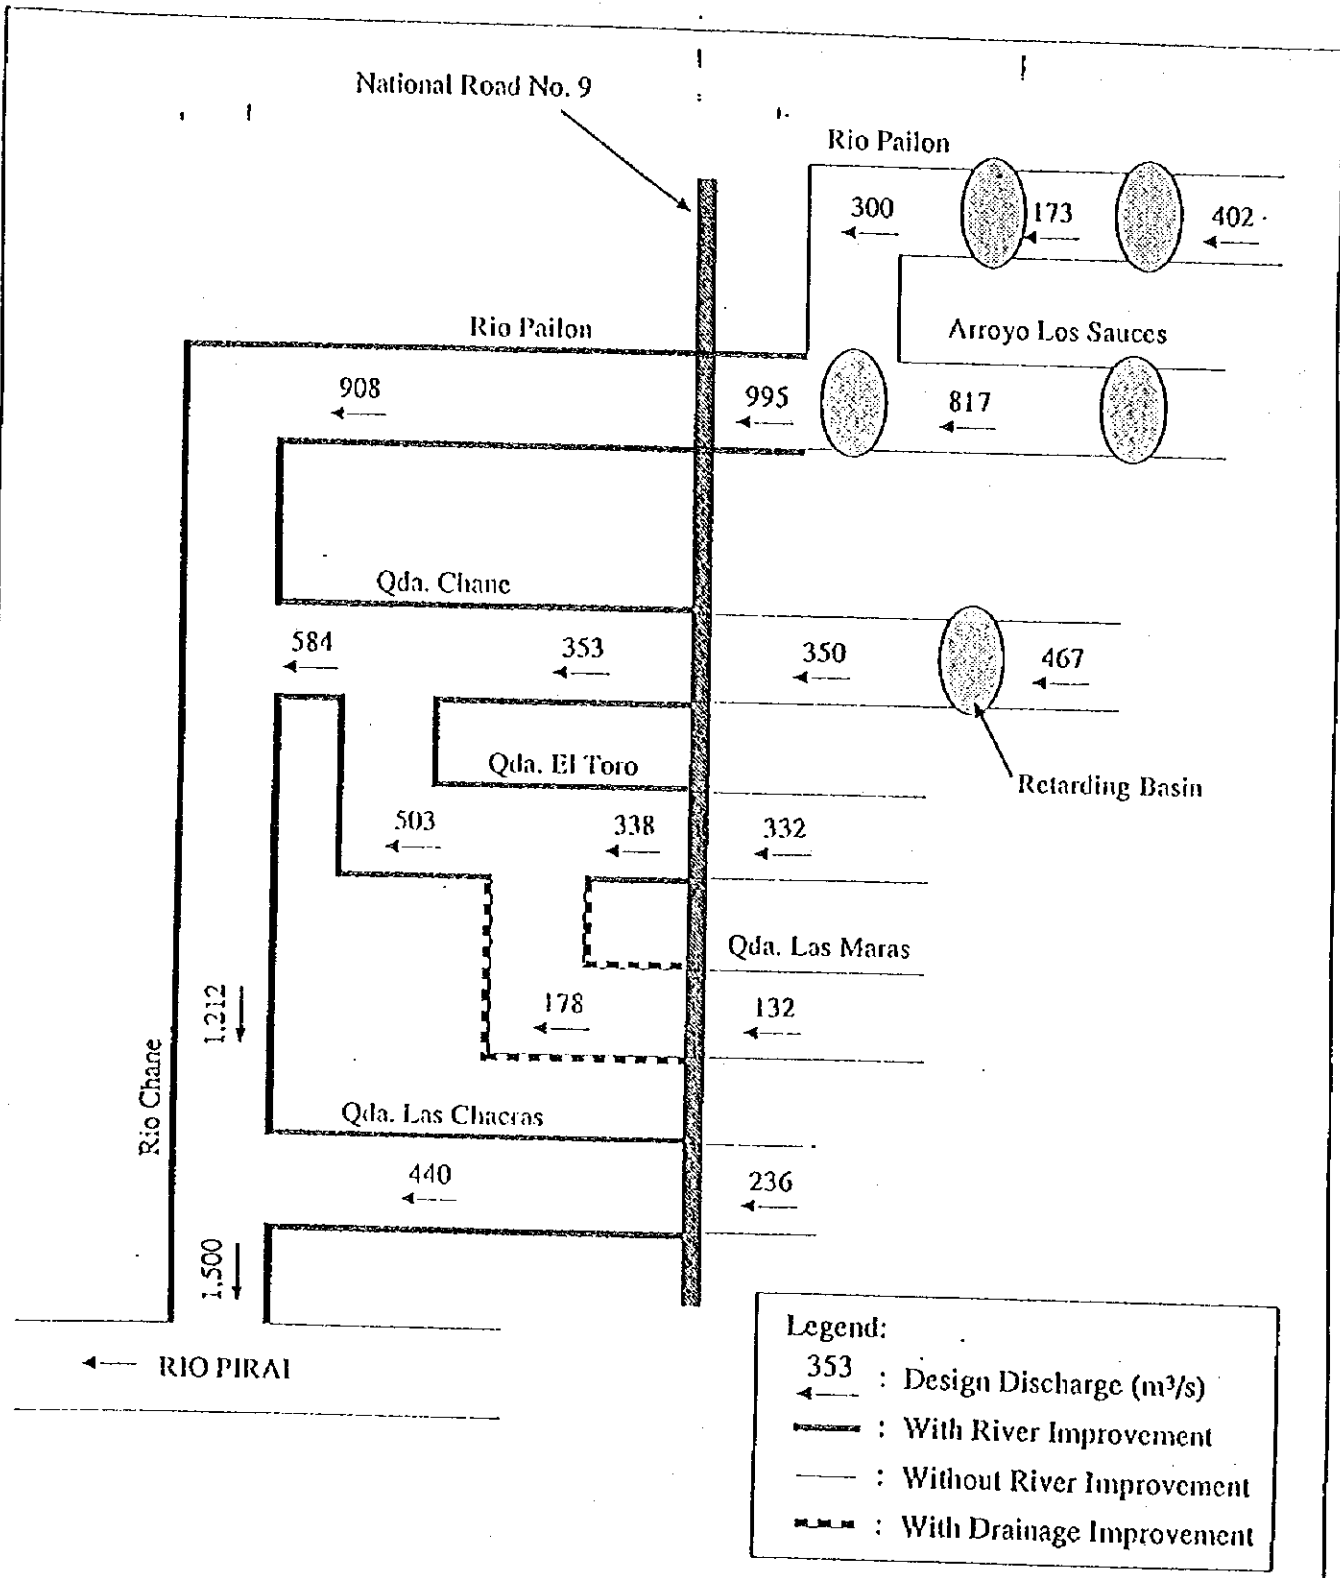 National Road No. 9
Rio Pailon
300
173
402
Rio Pailon
Arroyo Los Sauces
908
995
817
Qda. Chane
584
353
350
467
Qda. El Toro
Retarding Basin
503
338
332
Qda. Las Maras
1.212
178
132
Rio Chane
Qda. Las Chacras
440
236
1.500
RIO PIRAI
Legend:
353 : Design Discharge (m³/s)
: With River Improvement
: Without River Improvement
: With Drainage Improvement